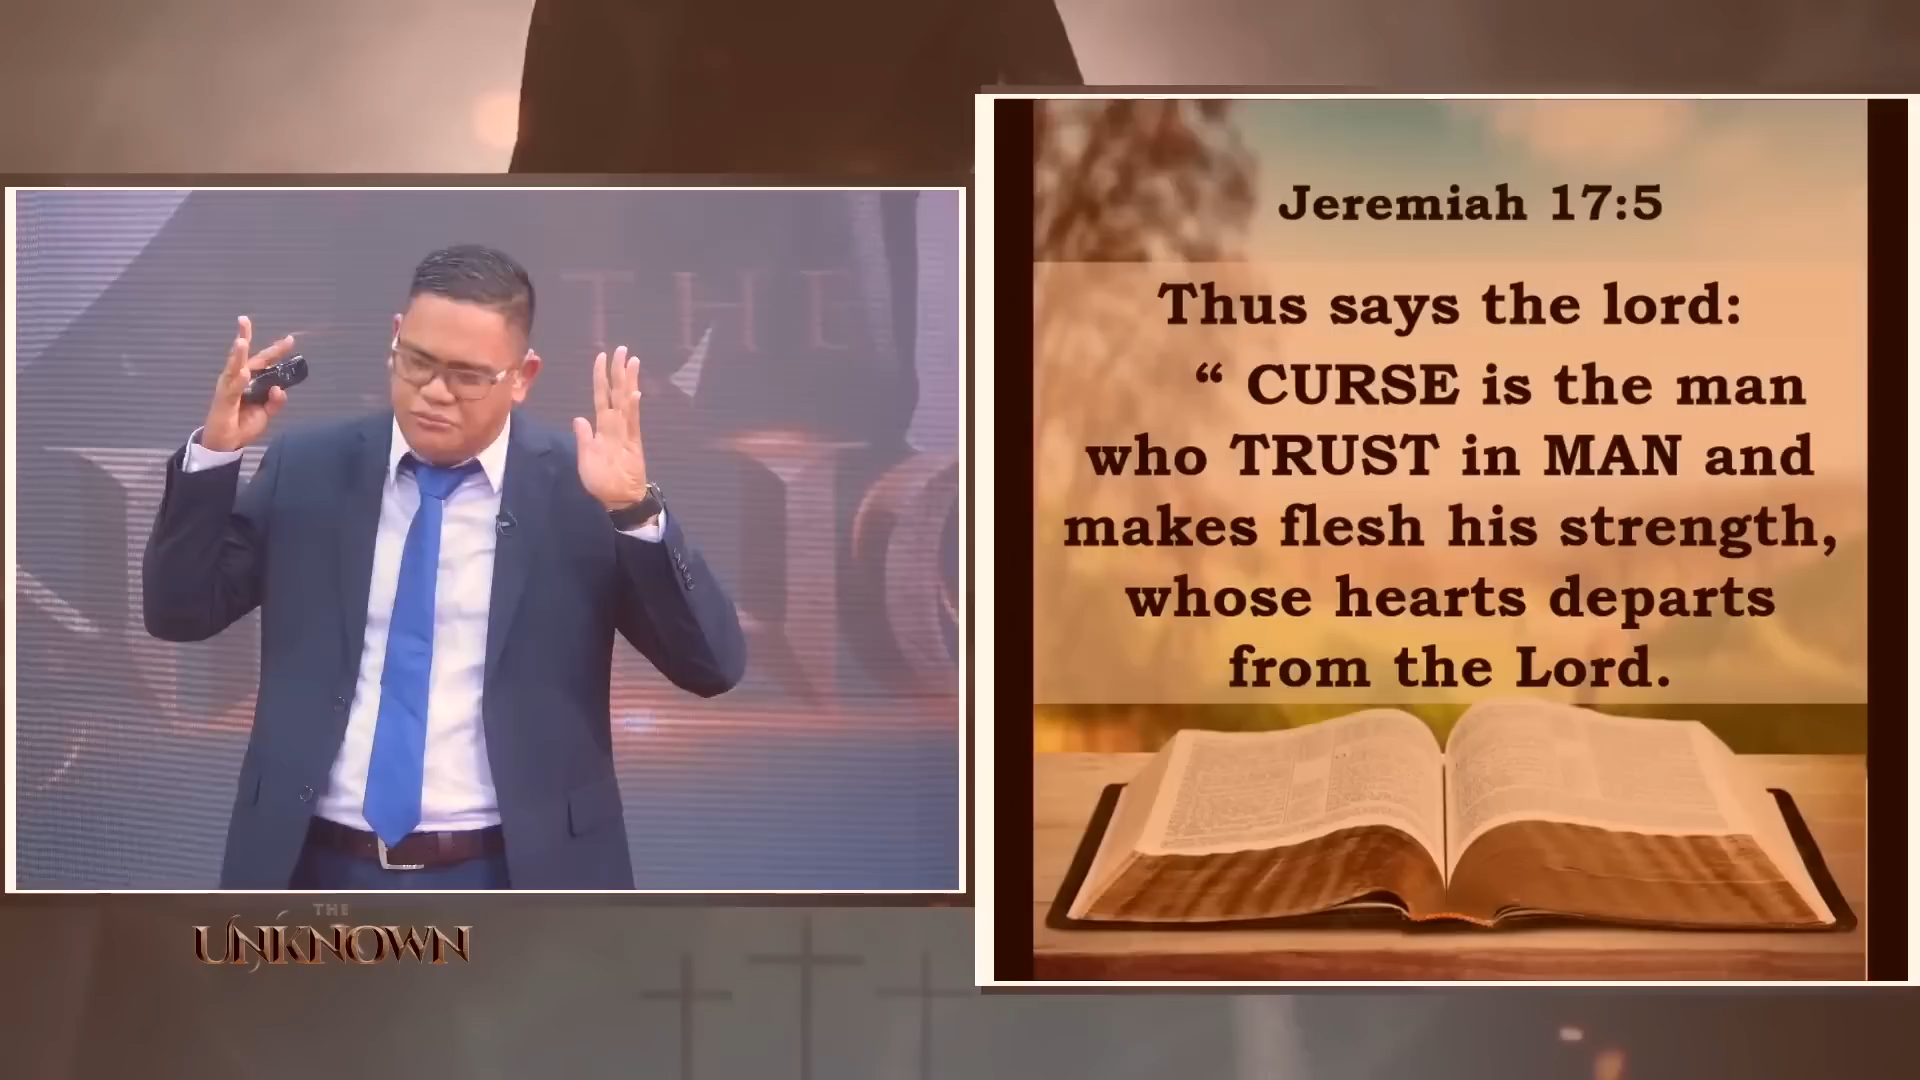 THE
THE
UNKNOWN
Jeremiah 17:5
Thus says the lord:
“ CURSE is the man
who TRUST in MAN and
makes flesh his strength,
whose hearts departs
from the Lord.